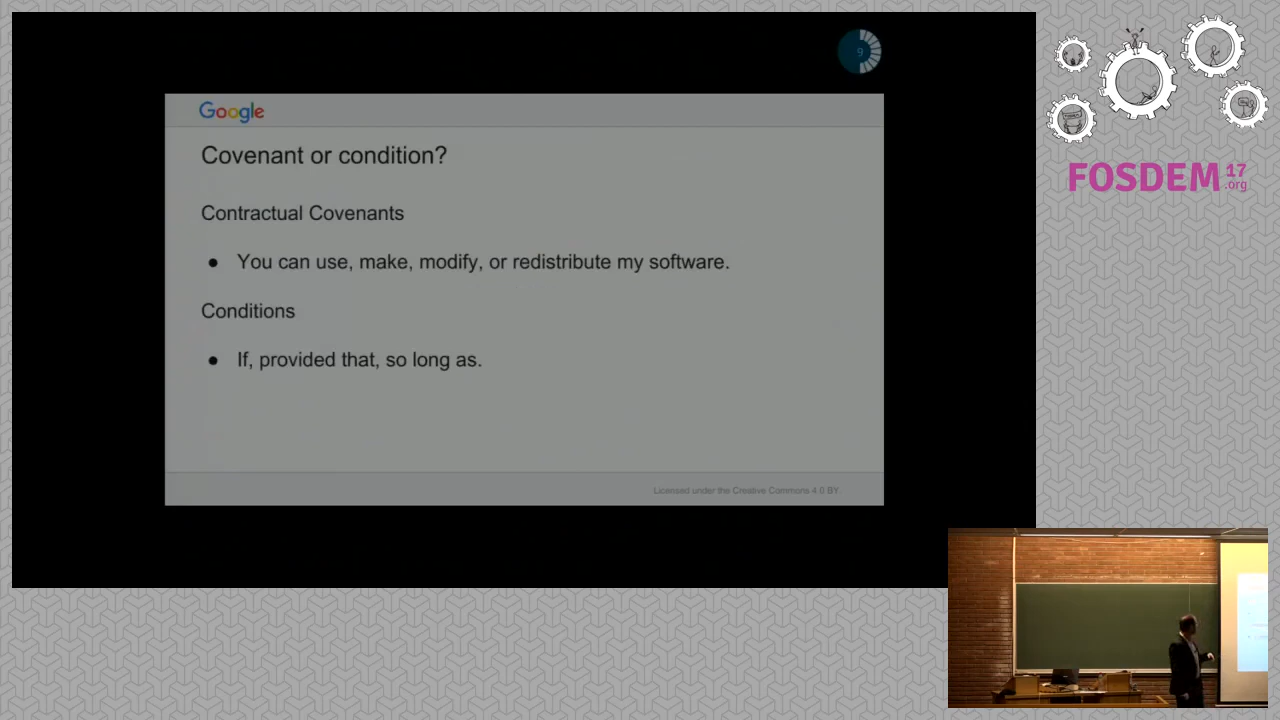 9
Google
Covenant or condition?
Contractual Covenants
● You can use, make, modify, or redistribute my software.
Conditions
● If, provided that, so long as.
Licensed under the Creative Commons 4.0 BY.
FOSDEM 17
.org